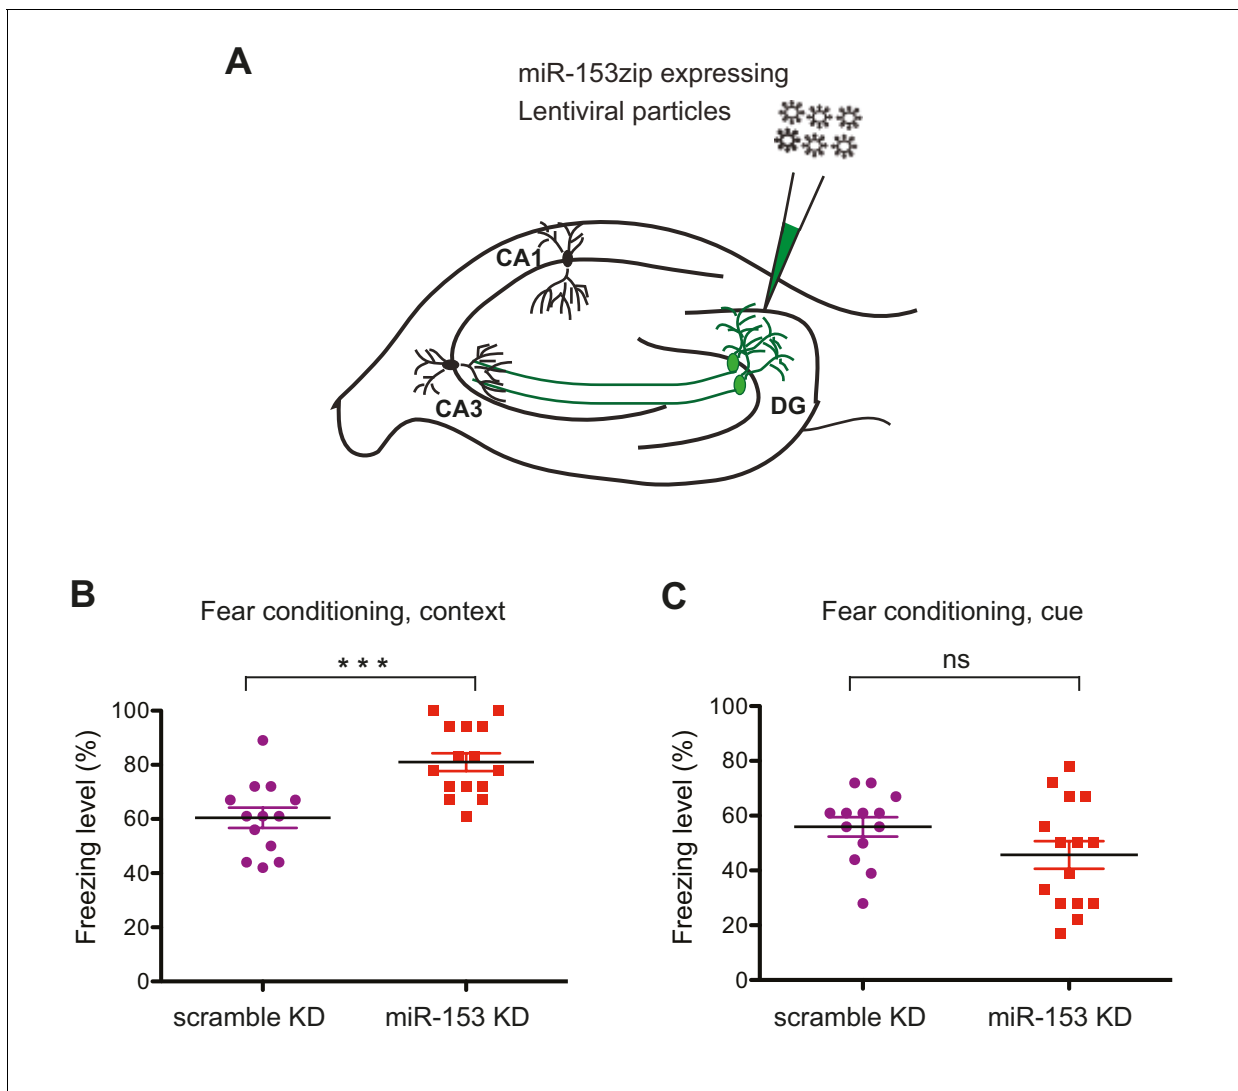 A
miR-153zip expressing
Lentiviral particles
CA1
CA3
DG
B
Fear conditioning, context
* * *
Freezing level (%)
100
80
60
40
20
0
scramble KD
miR-153 KD
C
Fear conditioning, cue
ns
Freezing level (%)
100
80
60
40
20
0
scramble KD
miR-153 KD